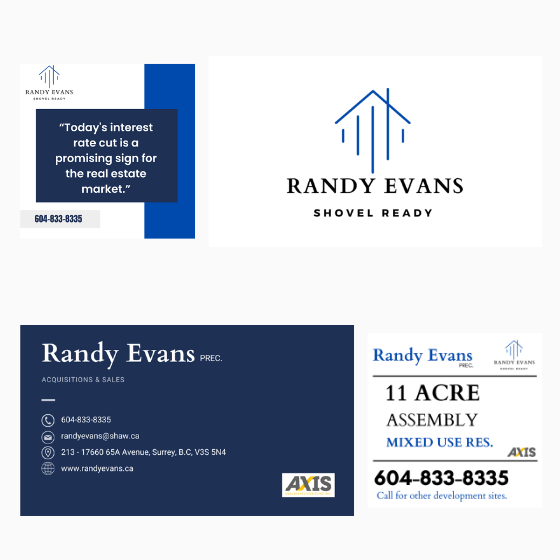 RANDY EVANS
SHOVEL READY
“Today's interest
rate cut is a
promising sign for
the real estate
market.”
604-833-8335
RANDY EVANS
SHOVEL READY
Randy Evans PREC.
ACQUISITIONS & SALES
604-833-8335
randyevans@shaw.ca
213 - 17660 65A Avenue, Surrey, B.C, V3S 5N4
www.randyevans.ca
AXIS
Randy Evans
PREC.
RANDY EVANS
SHOVEL READY
11 ACRE
ASSEMBLY
MIXED USE RES.
AXIS
604-833-8335
Call for other development sites.